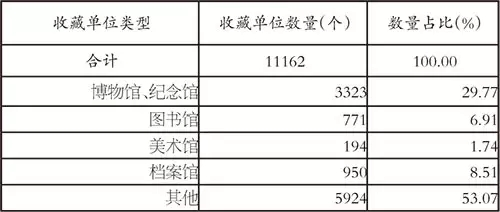 收藏单位类型 收藏单位数量(个) 数量占比(%)
合计 11162 100.00
博物馆、纪念馆 3323 29.77
图书馆 771 6.91
美术馆 194 1.74
档案馆 950 8.51
其他 5924 53.07